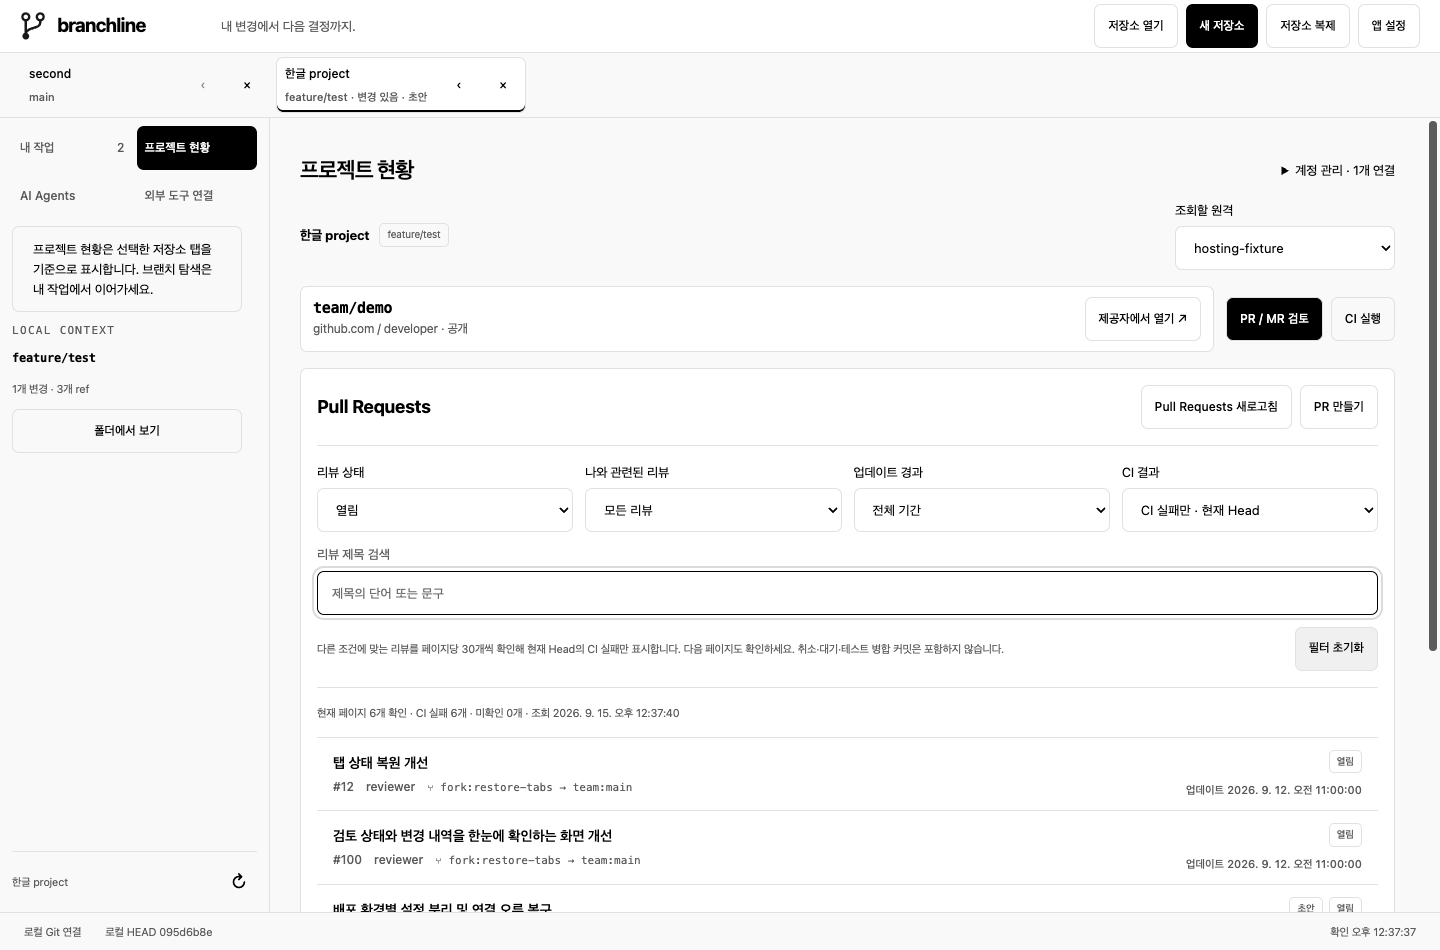 branchline
내 변경에서 다음 결정까지.
저장소 열기
새 저장소
저장소 복제
앱 설정
second
main
‹
×
한글 project
feature/test · 변경 있음 · 초안
‹
×
내 작업 2
프로젝트 현황
AI Agents
외부 도구 연결
프로젝트 현황은 선택한 저장소 탭을
기준으로 표시합니다. 브랜치 탐색은
내 작업에서 이어가세요.
LOCAL CONTEXT
feature/test
1개 변경 · 3개 ref
폴더에서 보기
한글 project
프로젝트 현황
▶ 계정 관리 · 1개 연결
한글 project feature/test
조회할 원격
hosting-fixture
team/demo
github.com / developer · 공개
제공자에서 열기 ↗
PR / MR 검토
CI 실행
Pull Requests
Pull Requests 새로고침
PR 만들기
리뷰 상태
열림
나와 관련된 리뷰
모든 리뷰
업데이트 경과
전체 기간
CI 결과
CI 실패만 · 현재 Head
리뷰 제목 검색
제목의 단어 또는 문구
다른 조건에 맞는 리뷰를 페이지당 30개씩 확인해 현재 Head의 CI 실패만 표시합니다. 다음 페이지도 확인하세요. 취소·대기·테스트 병합 커밋은 포함하지 않습니다.
필터 초기화
현재 페이지 6개 확인 · CI 실패 6개 · 미확인 0개 · 조회 2026. 9. 15. 오후 12:37:40
탭 상태 복원 개선
열림
#12 reviewer ⑂ fork:restore-tabs → team:main
업데이트 2026. 9. 12. 오전 11:00:00
검토 상태와 변경 내역을 한눈에 확인하는 화면 개선
열림
#100 reviewer ⑂ fork:restore-tabs → team:main
업데이트 2026. 9. 12. 오전 11:00:00
배포 환경별 설정 분리 및 연결 오류 복구
초안 열림
로컬 Git 연결
로컬 HEAD 095d6b8e
확인 오후 12:37:37